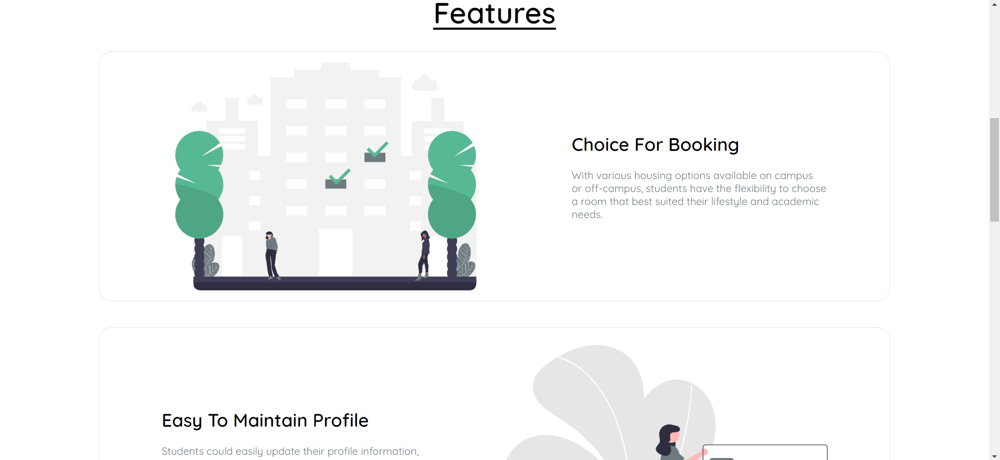 Features
Choice For Booking
With various housing options available on campus
or off-campus, students have the flexibility to choose
a room that best suited their lifestyle and academic
needs.
Easy To Maintain Profile
Students could easily update their profile information,